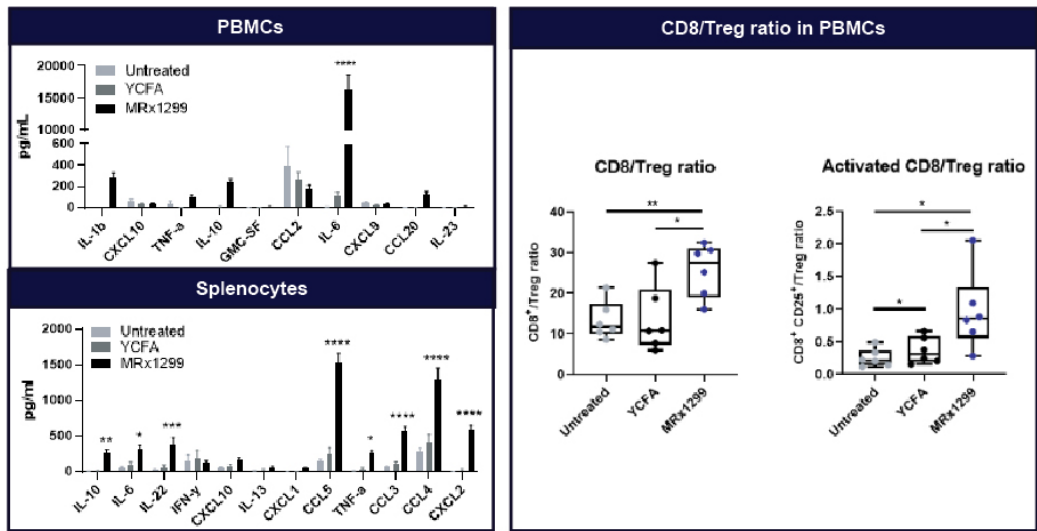 PBMCs
Untreated
YCFA
MRx1299
****
20000
15000
10000
600
400
200
0
pg/mL
IL-1b
CXCL10
TNF-a
IL-10
GMC-SF
CCL2
IL-6
CXCL9
CCL20
IL-23
Splenocytes
Untreated
YCFA
MRx1299
2000
1500
1000
500
0
pg/ml
** * *** **** * **** **** ****
IL-10
IL-6
IL-22
IFN-y
CXCL10
IL-13
CXCL1
CCL5
TNF-a
CCL3
CCL4
CXCL2
CD8/Treg ratio in PBMCs
CD8/Treg ratio
**
*
40
30
20
10
0
CD8⁺/Treg ratio
Untreated
YCFA
MRx1299
Activated CD8/Treg ratio
*
*
*
2.5
2.0
1.5
1.0
0.5
0.0
CD8⁺ CD25⁺/Treg ratio
Untreated
YCFA
MRx1299